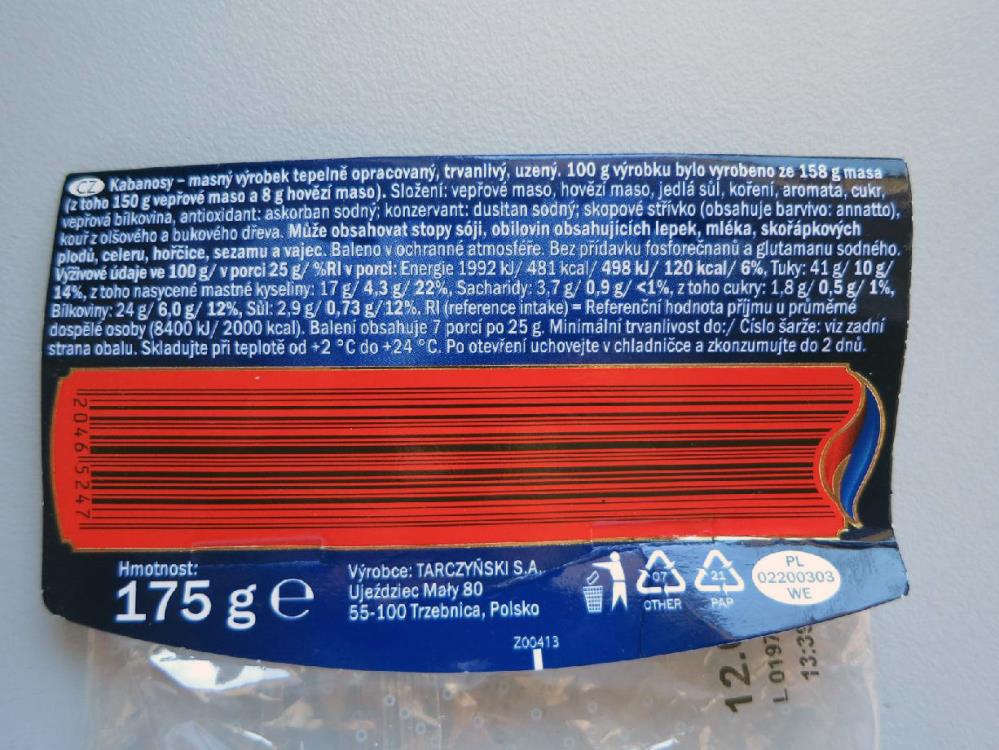 CZ Kabanosy – masný výrobek tepelně opracovaný, trvanlivý, uzený. 100 g výrobku bylo vyrobeno ze 158 g masa
(z toho 150 g vepřové maso a 8 g hovězí maso). Složení: vepřové maso, hovězí maso, jedlá sůl, koření, aromata, cukr,
vepřová bílkovina, antioxidant: askorban sodný; konzervant: dusitan sodný; skopové střívko (obsahuje barvivo: annatto),
kouř z olšového a bukového dřeva. Může obsahovat stopy sóji, obilovin obsahujících lepek, mléka, skořápkových
plodů, celeru, hořčice, sezamu a vajec. Baleno v ochranné atmosféře. Bez přídavku fosforečnanů a glutamanu sodného.
Výživové údaje ve 100 g/ v porci 25 g/ %RI v porci: Energie 1992 kJ/ 481 kcal/ 498 kJ/ 120 kcal/ 6%, Tuky: 41 g/ 10 g/
14%, z toho nasycené mastné kyseliny: 17 g/ 4,3 g/ 22%, Sacharidy: 3,7 g/ 0,9 g/ <1%, z toho cukry: 1,8 g/ 0,5 g/ 1%,
Bílkoviny: 24 g/ 6,0 g/ 12%, Sůl: 2,9 g/ 0,73 g/ 12%. RI (reference intake) = Referenční hodnota příjmu u průměrné
dospělé osoby (8400 kJ/ 2000 kcal). Balení obsahuje 7 porcí po 25 g. Minimální trvanlivost do:/ Číslo šarže: viz zadní
strana obalu. Skladujte při teplotě od +2 °C do +24 °C. Po otevření uchovejte v chladničce a zkonzumujte do 2 dnů.
20465247
Hmotnost:
175 g e
Výrobce: TARCZYŃSKI S.A.
Ujeździec Mały 80
55-100 Trzebnica, Polsko
07
OTHER
21
PAP
PL
02200303
WE
Z00413
12.
L 0197
13:3